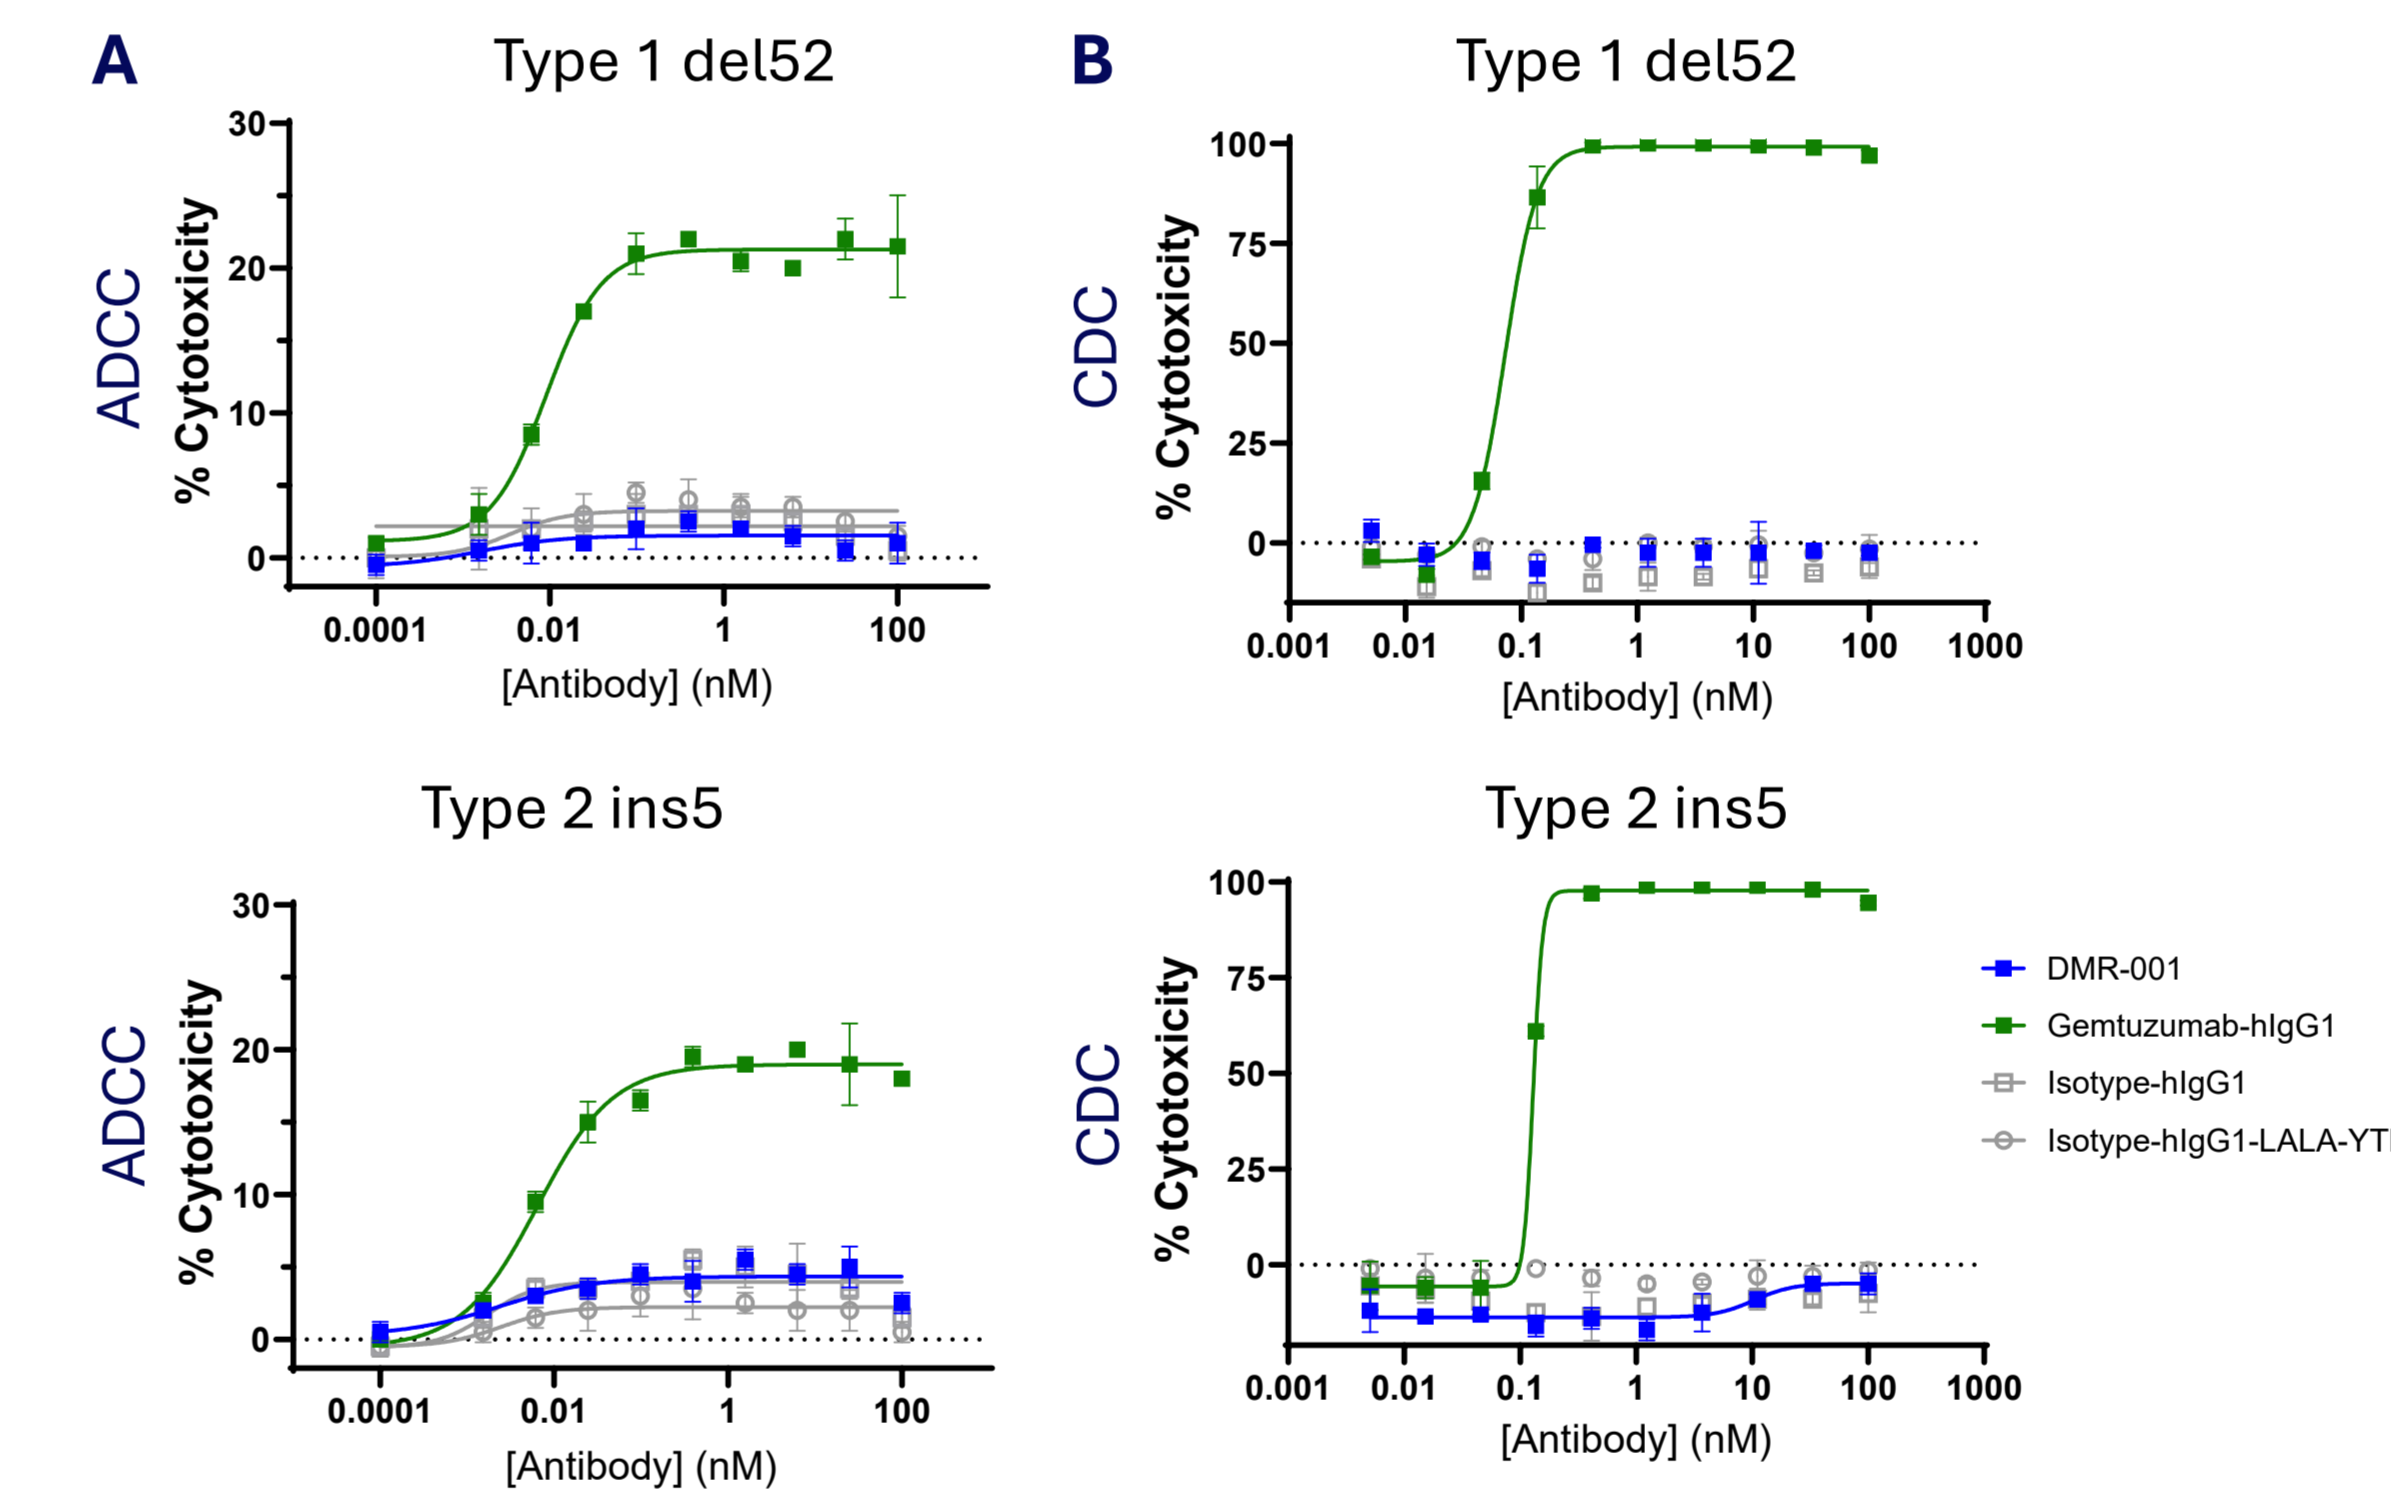 A
Type 1 del52
ADCC
% Cytotoxicity
30
20
10
0
0.0001
0.01
1
100
[Antibody] (nM)
B
Type 1 del52
CDC
% Cytotoxicity
100
75
50
25
0
0.001
0.01
0.1
1
10
100
1000
[Antibody] (nM)
Type 2 ins5
ADCC
% Cytotoxicity
30
20
10
0
0.0001
0.01
1
100
[Antibody] (nM)
Type 2 ins5
CDC
% Cytotoxicity
100
75
50
25
0
0.001
0.01
0.1
1
10
100
1000
[Antibody] (nM)
DMR-001
Gemtuzumab-hIgG1
Isotype-hIgG1
Isotype-hIgG1-LALA-YT